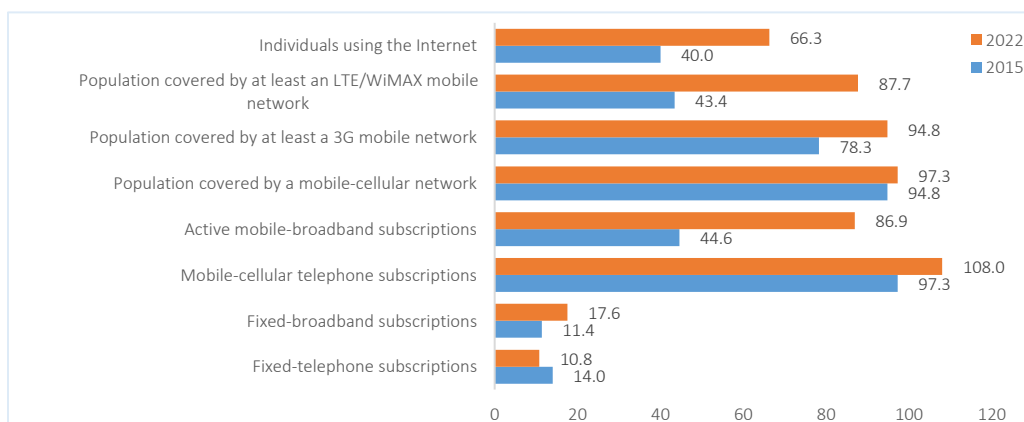 Individuals using the Internet
66.3
40.0
2022
2015
Population covered by at least an LTE/WiMAX mobile
network
87.7
43.4
Population covered by at least a 3G mobile network
94.8
78.3
Population covered by a mobile-cellular network
97.3
94.8
Active mobile-broadband subscriptions
86.9
44.6
Mobile-cellular telephone subscriptions
108.0
97.3
Fixed-broadband subscriptions
17.6
11.4
Fixed-telephone subscriptions
10.8
14.0
0 20 40 60 80 100 120